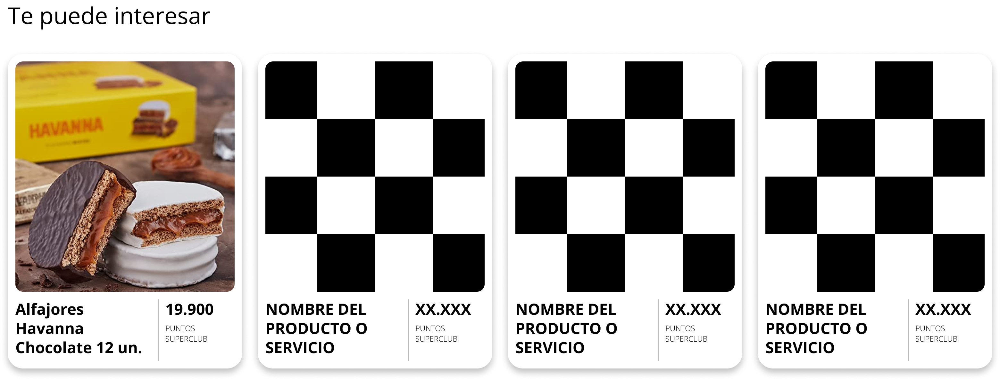 Te puede interesar
HAVANNA
Alfajores
Havanna
Chocolate 12 un.
19.900
PUNTOS
SUPERCLUB
NOMBRE DEL
PRODUCTO O
SERVICIO
XX.XXX
PUNTOS
SUPERCLUB
NOMBRE DEL
PRODUCTO O
SERVICIO
XX.XXX
PUNTOS
SUPERCLUB
NOMBRE DEL
PRODUCTO O
SERVICIO
XX.XXX
PUNTOS
SUPERCLUB